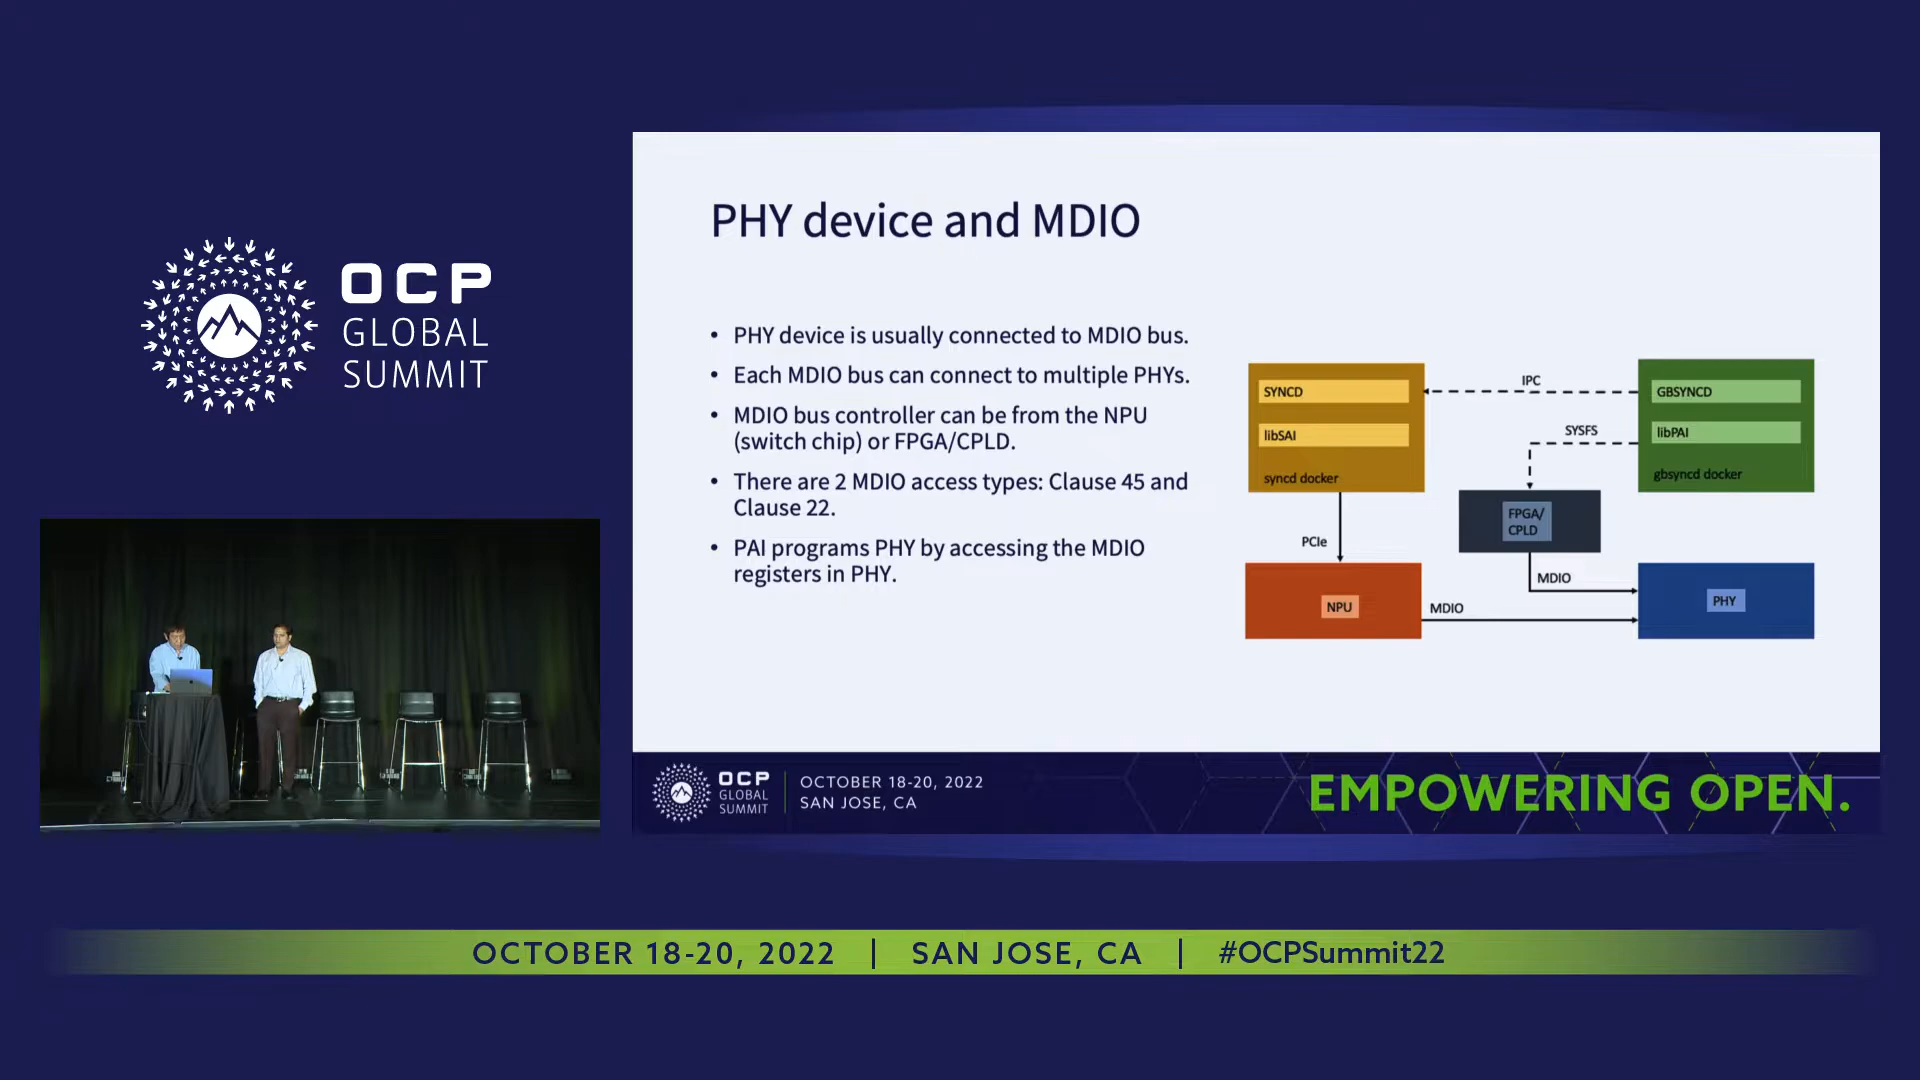 OCP
GLOBAL
SUMMIT
PHY device and MDIO
• PHY device is usually connected to MDIO bus.
• Each MDIO bus can connect to multiple PHYs.
• MDIO bus controller can be from the NPU
(switch chip) or FPGA/CPLD.
• There are 2 MDIO access types: Clause 45 and
Clause 22.
• PAI programs PHY by accessing the MDIO
registers in PHY.
SYNCD
libSAI
syncd docker
IPC
SYSFS
GBSYNCD
libPAI
gbsyncd docker
FPGA/
CPLD
PCIe
MDIO
NPU
MDIO
PHY
OCP
GLOBAL
SUMMIT
OCTOBER 18-20, 2022
SAN JOSE, CA
EMPOWERING OPEN.
OCTOBER 18-20, 2022 | SAN JOSE, CA | #OCPSummit22